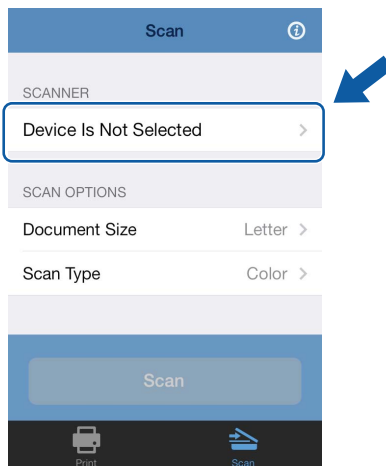 Scan
SCANNER
Device Is Not Selected
SCAN OPTIONS
Document Size Letter
Scan Type Color
Scan
Print Scan